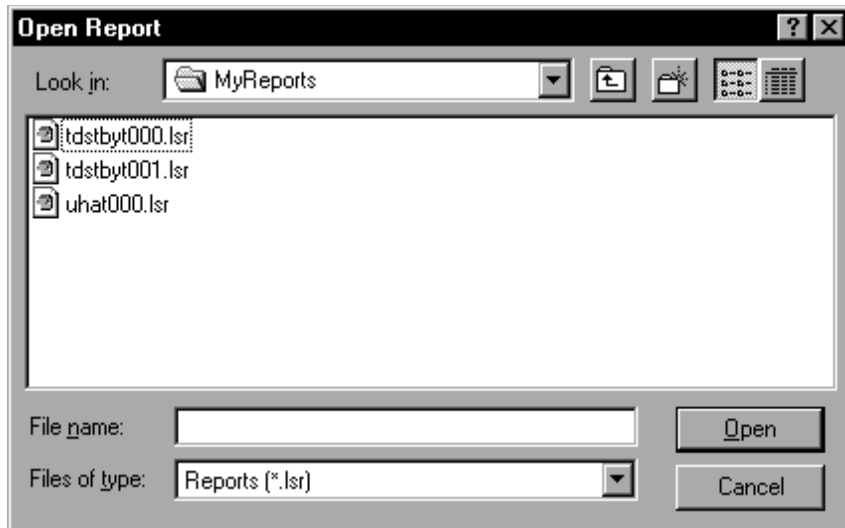 Open Report
Look in: MyReports
tdstbyt000.lsr
tdstbyt001.lsr
uhat000.lsr
File name: Open
Files of type: Reports (*.lsr) Cancel